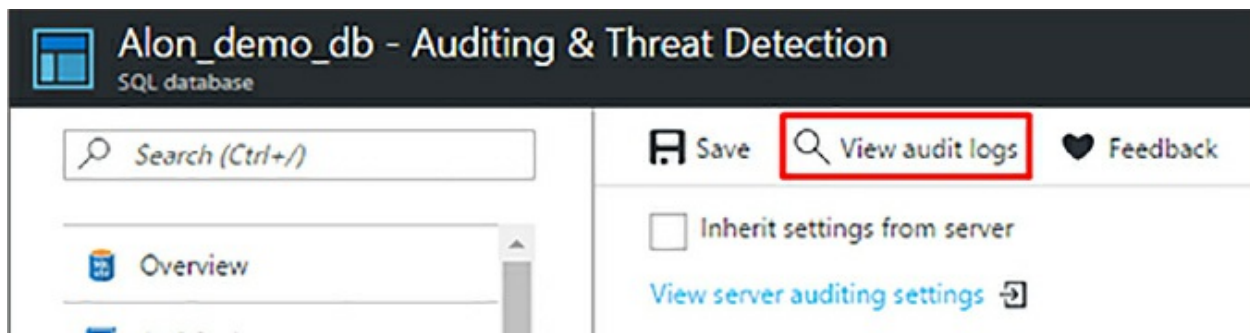 Alon_demo_db - Auditing & Threat Detection
SQL database
Search (Ctrl+/)
Save
View audit logs
Feedback
Inherit settings from server
Overview
View server auditing settings